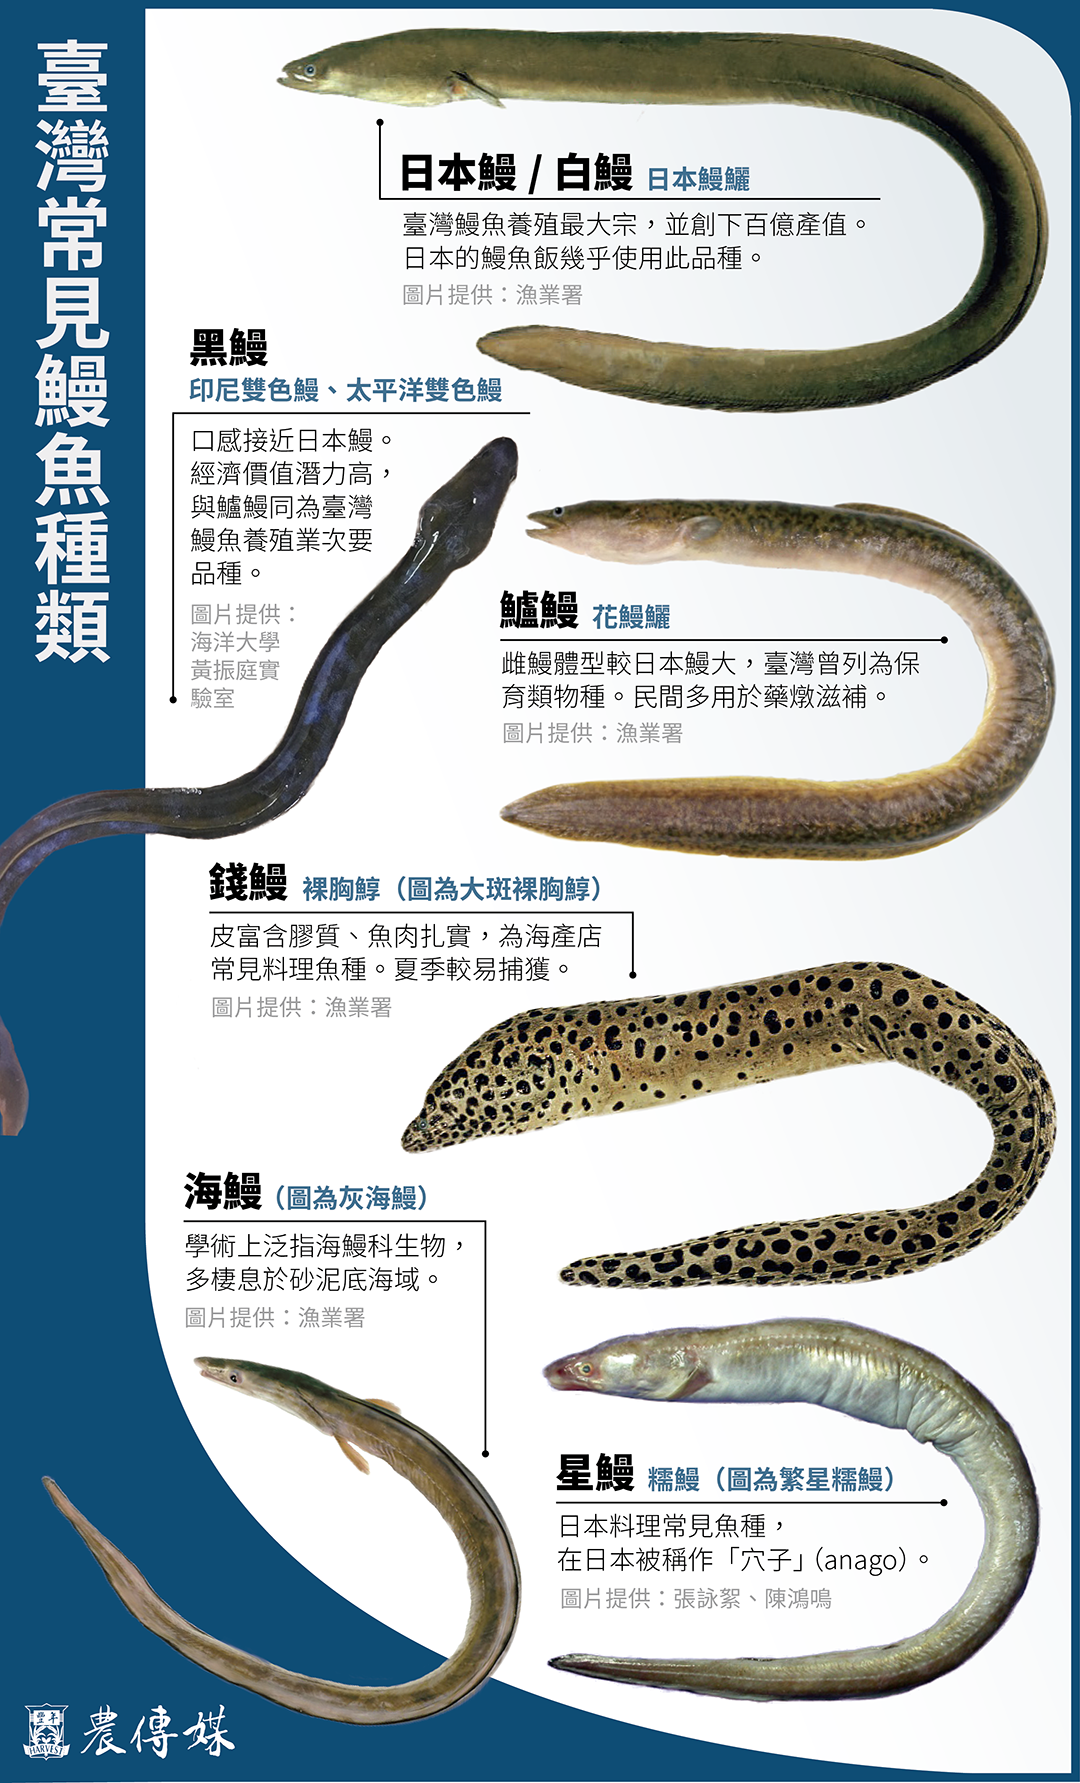 臺灣常見鰻魚種類
日本鰻 / 白鰻 日本鰻鱺
臺灣鰻魚養殖最大宗，並創下百億產值。
日本的鰻魚飯幾乎使用此品種。
圖片提供：漁業署
黑鰻
印尼雙色鰻、太平洋雙色鰻
口感接近日本鰻。
經濟價值潛力高，
與鱸鰻同為臺灣
鰻魚養殖業次要
品種。
圖片提供：
海洋大學
黃振庭實
驗室
鱸鰻 花鰻鱺
雌鰻體型較日本鰻大，臺灣曾列為保
育類物種。民間多用於藥燉滋補。
圖片提供：漁業署
錢鰻 裸胸鯙（圖為大斑裸胸鯙）
皮富含膠質、魚肉扎實，為海產店
常見料理魚種。夏季較易捕獲。
圖片提供：漁業署
海鰻（圖為灰海鰻）
學術上泛指海鰻科生物，
多棲息於砂泥底海域。
圖片提供：漁業署
星鰻 糯鰻（圖為繁星糯鰻）
日本料理常見魚種，
在日本被稱作「穴子」（anago）。
圖片提供：張詠絮、陳鴻鳴
豐年
HARVEST
農傳媒